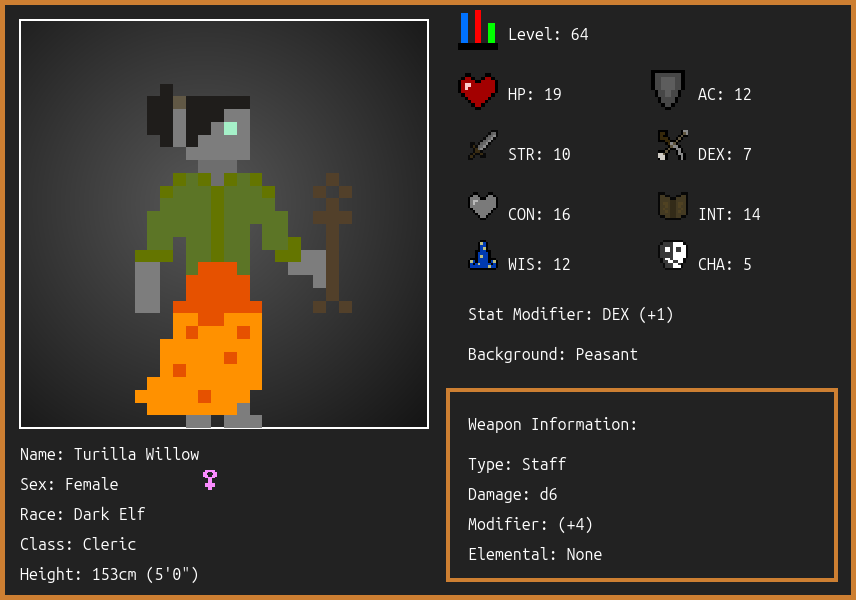 Level: 64
HP: 19
AC: 12
STR: 10
DEX: 7
CON: 16
INT: 14
WIS: 12
CHA: 5
Stat Modifier: DEX (+1)
Background: Peasant
Weapon Information:
Type: Staff
Damage: d6
Modifier: (+4)
Elemental: None
Name: Turilla Willow
Sex: Female
Race: Dark Elf
Class: Cleric
Height: 153cm (5'0")